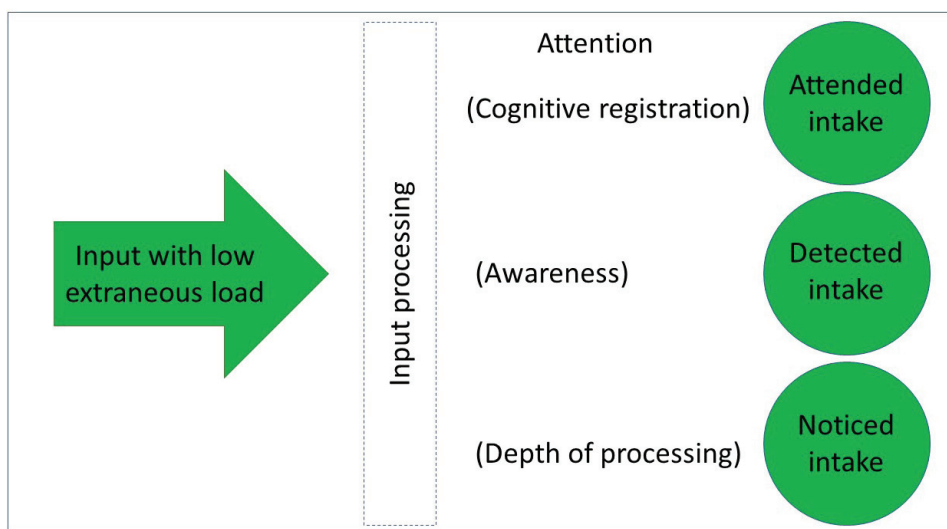 Input with low
extraneous load
Input processing
Attention
(Cognitive registration)
Attended
intake
(Awareness)
Detected
intake
(Depth of processing)
Noticed
intake